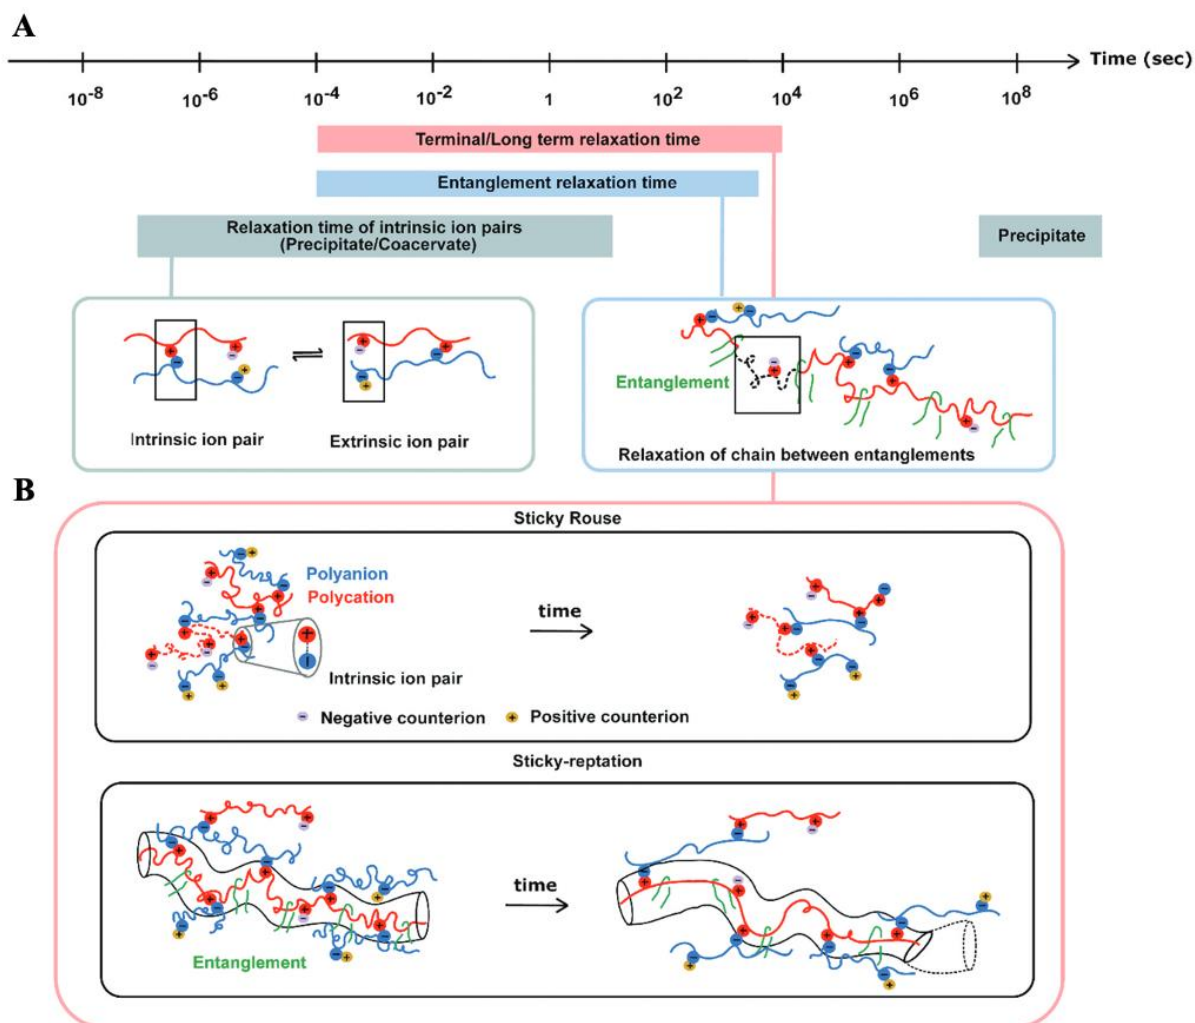 A
Time (sec)
10-8 10-6 10-4 10-2 1 102 104 106 108
Terminal/Long term relaxation time
Entanglement relaxation time
Relaxation time of intrinsic ion pairs
(Precipitate/Coacervate)
Precipitate
Entanglement
Intrinsic ion pair
Extrinsic ion pair
Relaxation of chain between entanglements
B
Sticky Rouse
Polyanion
Polycation
time
Intrinsic ion pair
Negative counterion
Positive counterion
Sticky-reptation
time
Entanglement